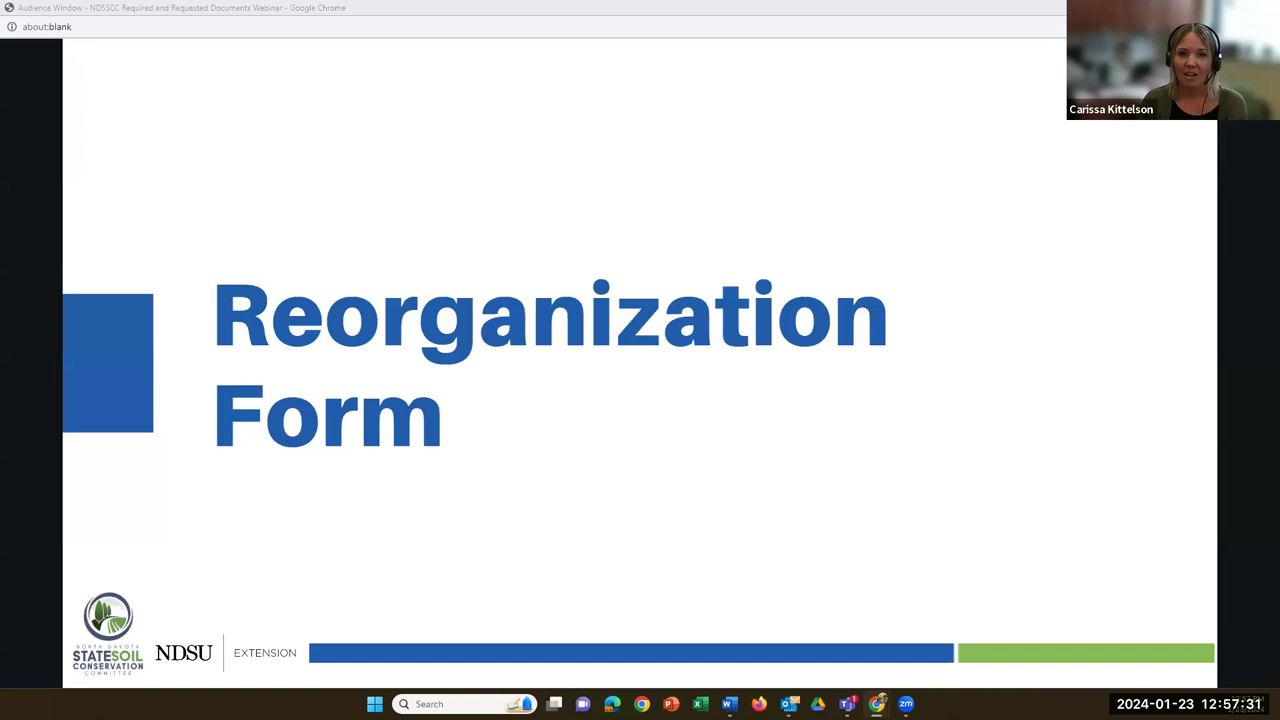 Audience Window - NDSSCC Required and Requested Documents Webinar - Google Chrome
about:blank
Carissa Kittelson
Reorganization
Form
NORTH DAKOTA
STATE SOIL
CONSERVATION
COMMITTEE
NDSU
EXTENSION
Search
2024-01-23 12:57:31